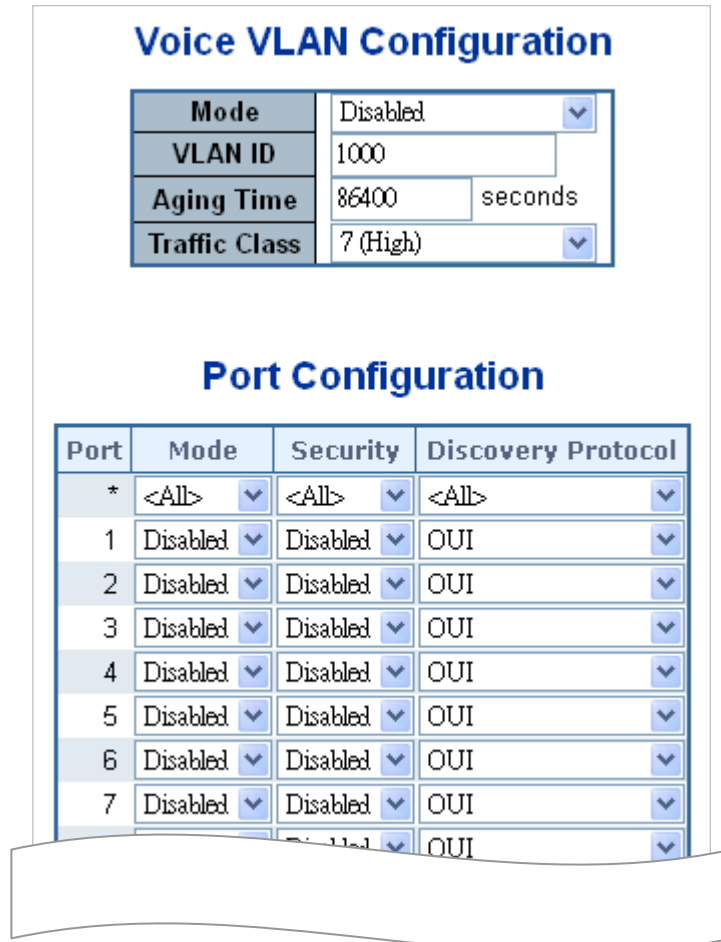 Voice VLAN Configuration
Mode Disabled
VLAN ID 1000
Aging Time 86400 seconds
Traffic Class 7 (High)
Port Configuration
Port Mode Security Discovery Protocol
* <All> <All> <All>
1 Disabled Disabled OUI
2 Disabled Disabled OUI
3 Disabled Disabled OUI
4 Disabled Disabled OUI
5 Disabled Disabled OUI
6 Disabled Disabled OUI
7 Disabled Disabled OUI
OUI